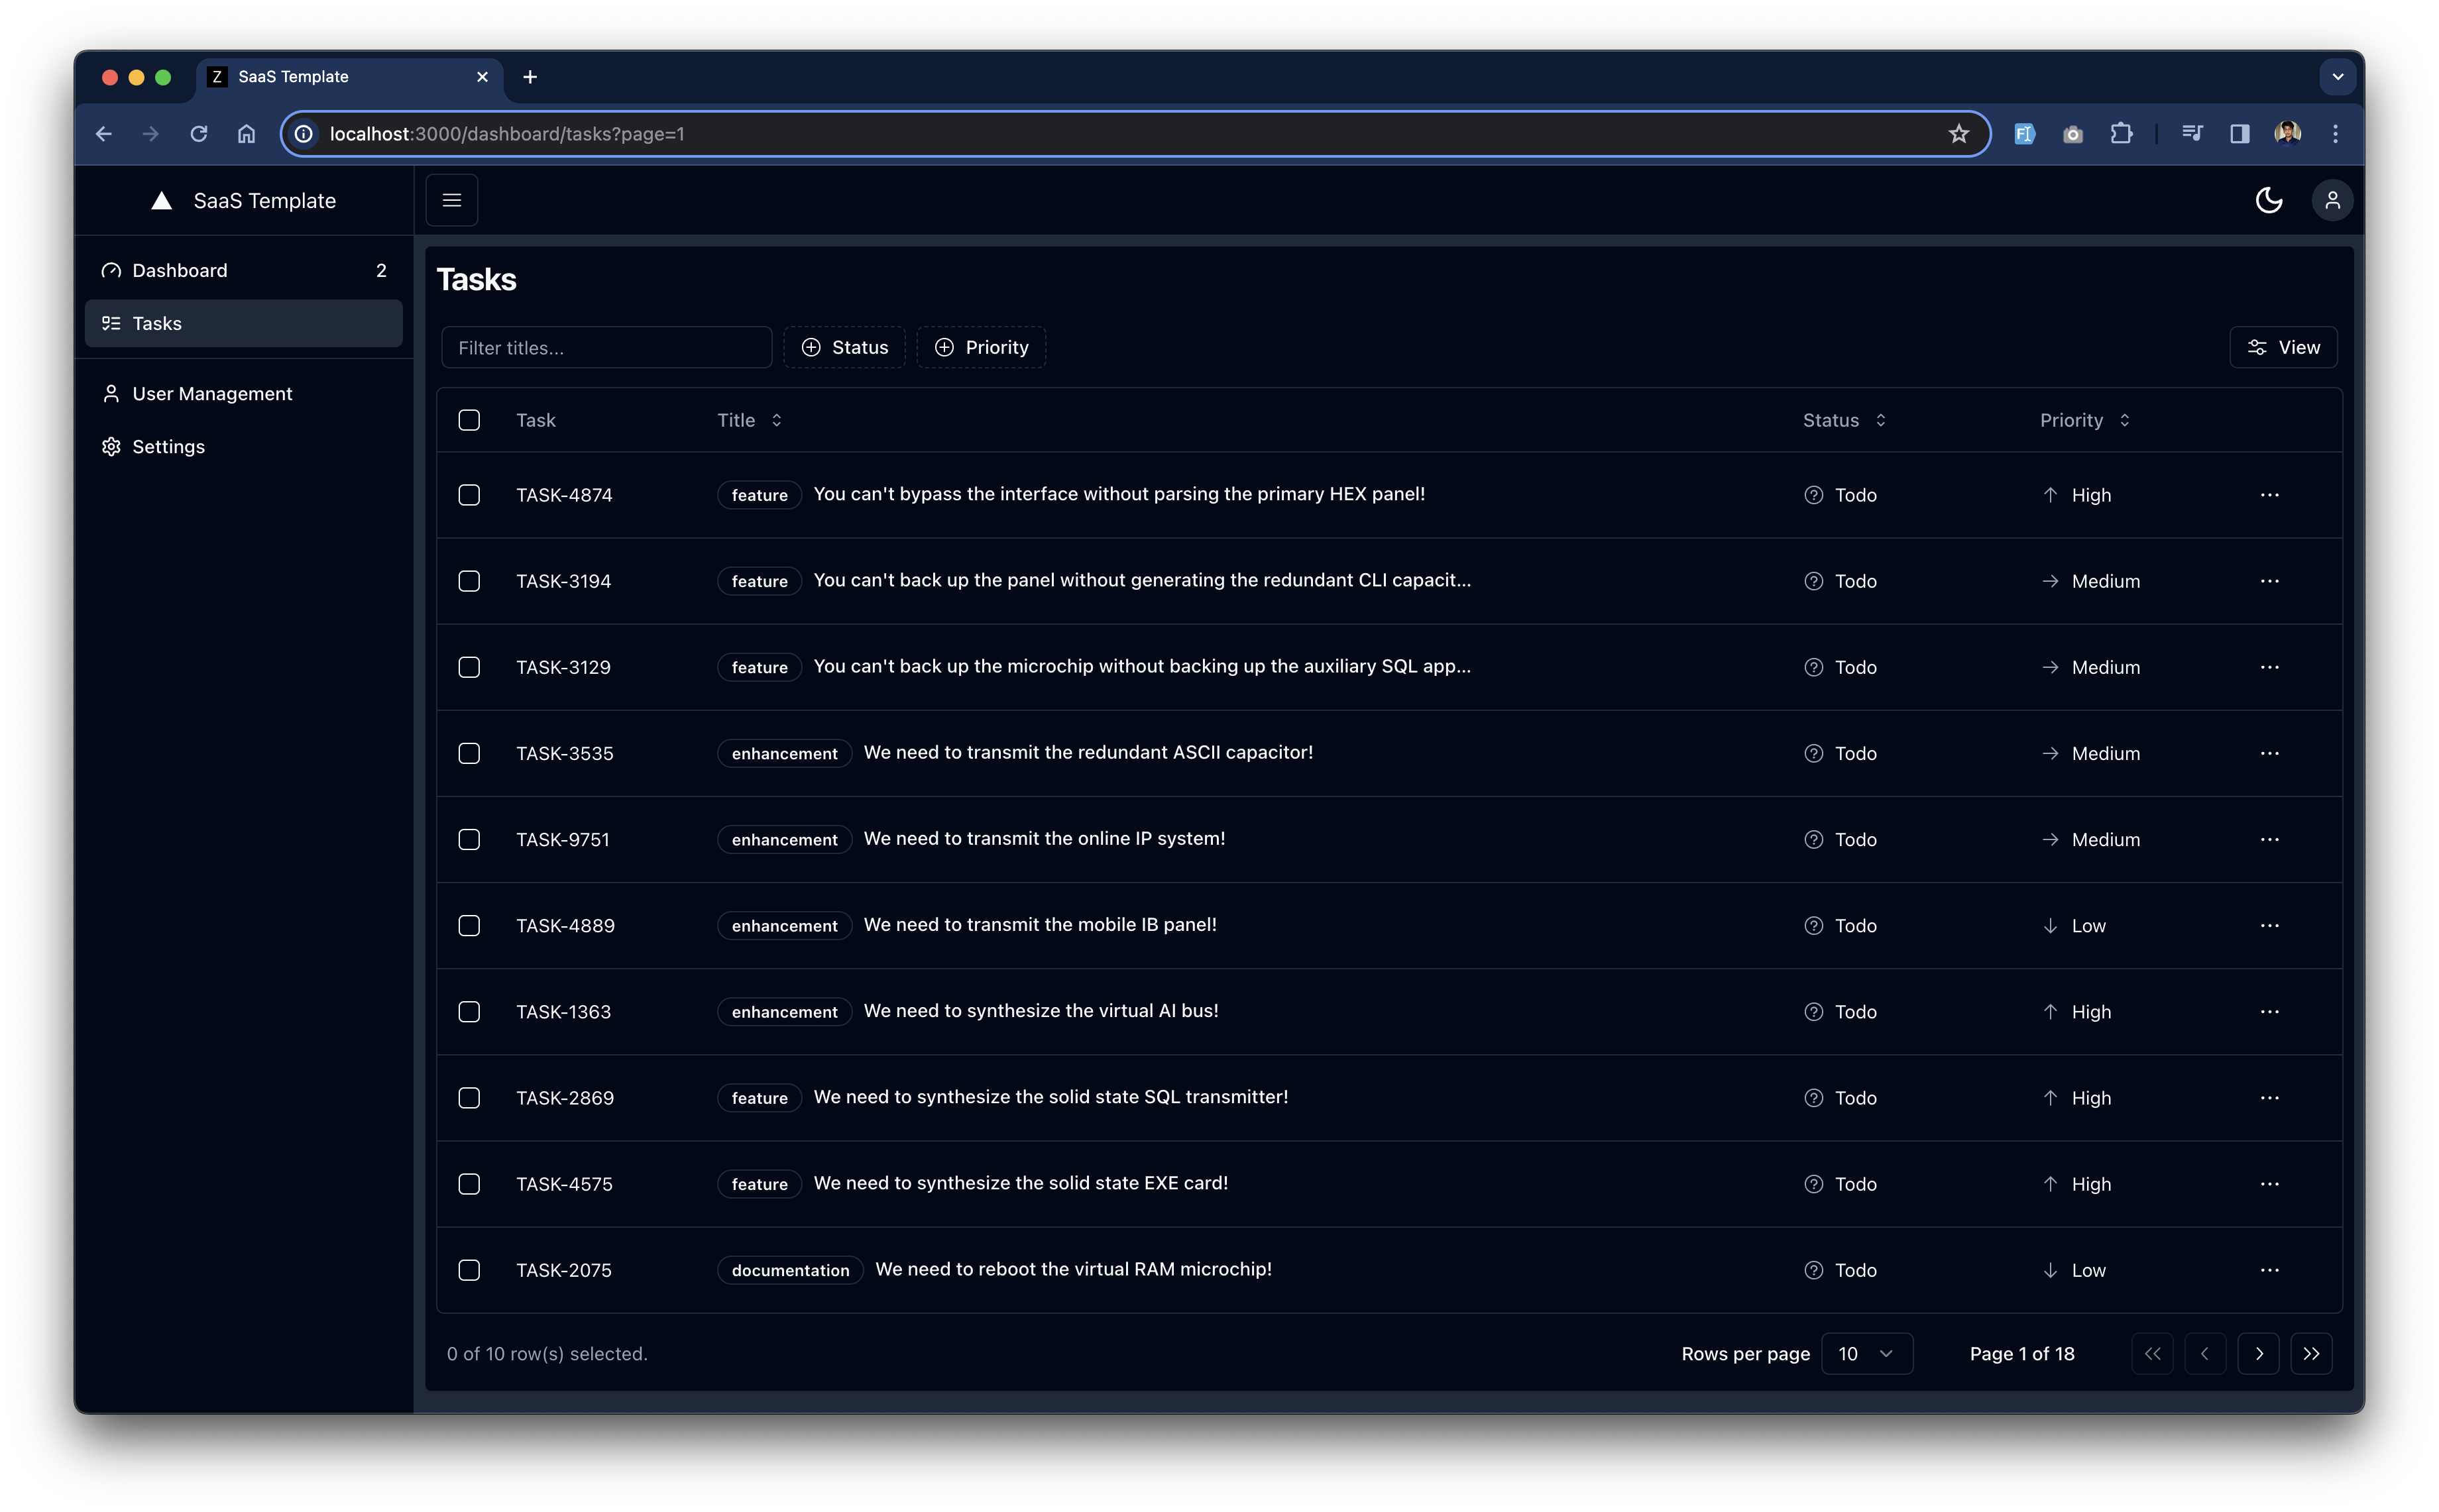 Z SaaS Template
localhost:3000/dashboard/tasks?page=1
SaaS Template
Dashboard 2
Tasks
User Management
Settings
Tasks
Filter titles... Status Priority View
Task Title Status Priority
TASK-4874 feature You can't bypass the interface without parsing the primary HEX panel! Todo High
TASK-3194 feature You can't back up the panel without generating the redundant CLI capacit... Todo Medium
TASK-3129 feature You can't back up the microchip without backing up the auxiliary SQL app... Todo Medium
TASK-3535 enhancement We need to transmit the redundant ASCII capacitor! Todo Medium
TASK-9751 enhancement We need to transmit the online IP system! Todo Medium
TASK-4889 enhancement We need to transmit the mobile IB panel! Todo Low
TASK-1363 enhancement We need to synthesize the virtual AI bus! Todo High
TASK-2869 feature We need to synthesize the solid state SQL transmitter! Todo High
TASK-4575 feature We need to synthesize the solid state EXE card! Todo High
TASK-2075 documentation We need to reboot the virtual RAM microchip! Todo Low
0 of 10 row(s) selected. Rows per page 10 Page 1 of 18